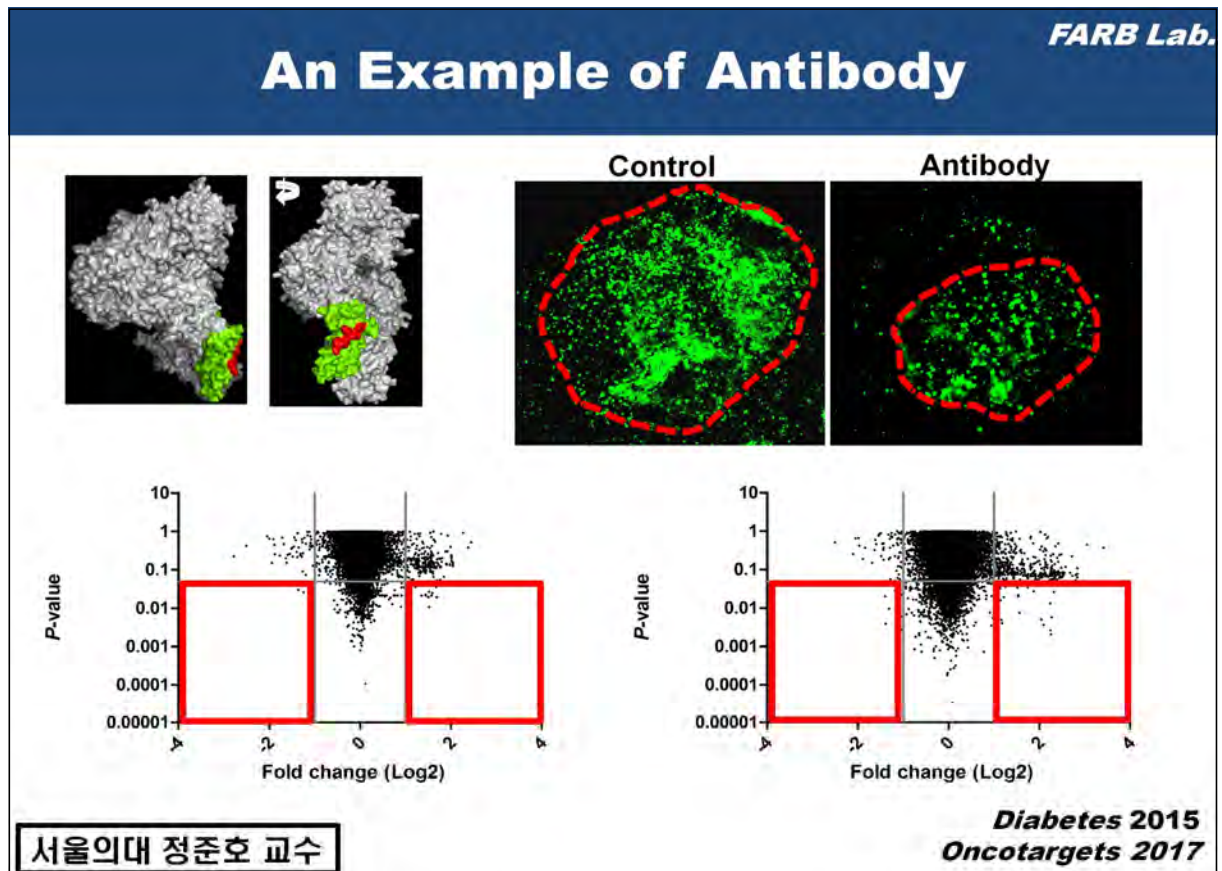 FARB Lab.
An Example of Antibody
Control
Antibody
10
1
0.1
0.01
0.001
0.0001
0.00001
P-value
-4
-2
0
2
4
Fold change (Log2)
10
1
0.1
0.01
0.001
0.0001
0.00001
P-value
-4
-2
0
2
4
Fold change (Log2)
서울의대 정준호 교수
Diabetes 2015
Oncotargets 2017